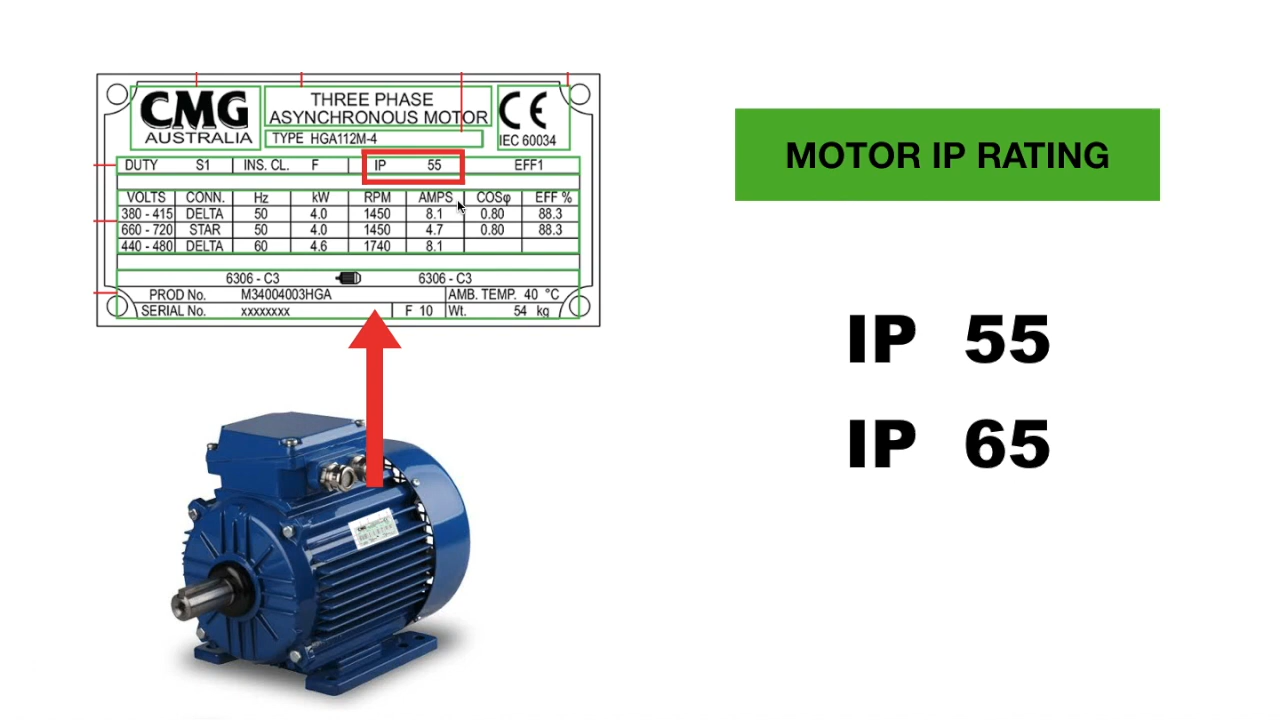 CMG
AUSTRALIA
THREE PHASE
ASYNCHRONOUS MOTOR
TYPE HGA112M-4
CE
IEC 60034
DUTY S1 INS. CL. F IP 55 EFF1
VOLTS CONN. Hz kW RPM AMPS COSφ EFF %
380 - 415 DELTA 50 4.0 1450 8.1 0.80 88.3
660 - 720 STAR 50 4.0 1450 4.7 0.80 88.3
440 - 480 DELTA 60 4.6 1740 8.1
6306 - C3 6306 - C3
PROD No. M34004003HGA AMB. TEMP. 40 °C
SERIAL No. xxxxxxxx F 10 Wt. 54 kg
MOTOR IP RATING
IP 55
IP 65